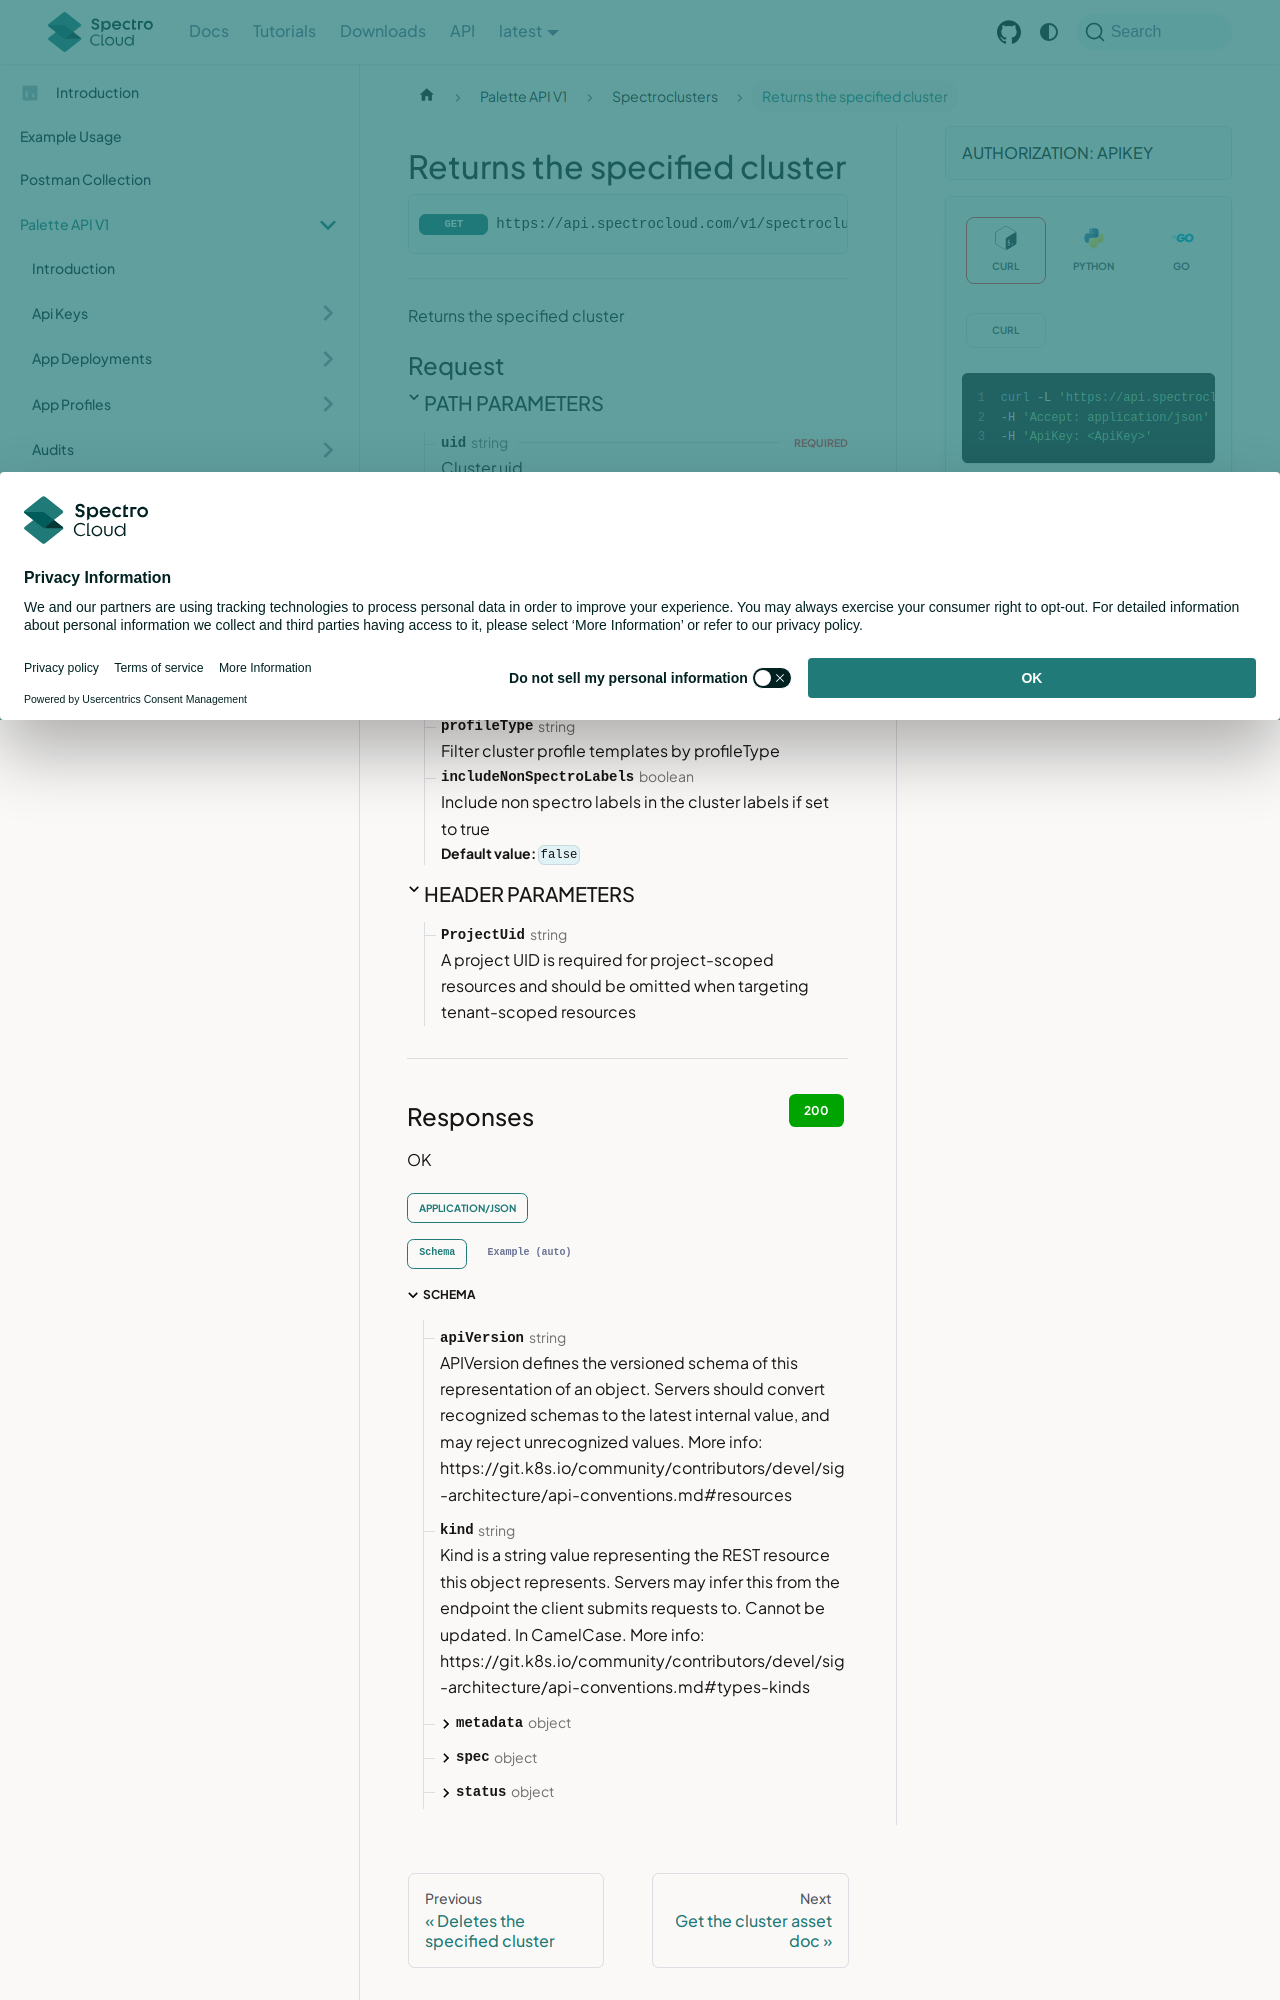 Spectro Cloud
Docs Tutorials Downloads API latest
Search
Introduction
Example Usage
Postman Collection
Palette API V1
Introduction
Api Keys
App Deployments
App Profiles
Audits
Palette API V1 Spectroclusters Returns the specified cluster
Returns the specified cluster
GET https://api.spectrocloud.com/v1/spectroclu
Returns the specified cluster
Request
PATH PARAMETERS
uid string REQUIRED
Cluster uid
AUTHORIZATION: APIKEY
CURL PYTHON GO
CURL
1 curl -L 'https://api.spectrocl
2 -H 'Accept: application/json'
3 -H 'ApiKey: <ApiKey>'
Spectro
Cloud
Privacy Information
We and our partners are using tracking technologies to process personal data in order to improve your experience. You may always exercise your consumer right to opt-out. For detailed information
about personal information we collect and third parties having access to it, please select ‘More Information’ or refer to our privacy policy.
Privacy policy Terms of service More Information
Powered by Usercentrics Consent Management
Do not sell my personal information
OK
profileType string
Filter cluster profile templates by profileType
includeNonSpectroLabels boolean
Include non spectro labels in the cluster labels if set
to true
Default value: false
HEADER PARAMETERS
ProjectUid string
A project UID is required for project-scoped
resources and should be omitted when targeting
tenant-scoped resources
Responses
200
OK
APPLICATION/JSON
Schema Example (auto)
SCHEMA
apiVersion string
APIVersion defines the versioned schema of this
representation of an object. Servers should convert
recognized schemas to the latest internal value, and
may reject unrecognized values. More info:
https://git.k8s.io/community/contributors/devel/sig
-architecture/api-conventions.md#resources
kind string
Kind is a string value representing the REST resource
this object represents. Servers may infer this from the
endpoint the client submits requests to. Cannot be
updated. In CamelCase. More info:
https://git.k8s.io/community/contributors/devel/sig
-architecture/api-conventions.md#types-kinds
metadata object
spec object
status object
Previous
« Deletes the
specified cluster
Next
Get the cluster asset
doc »